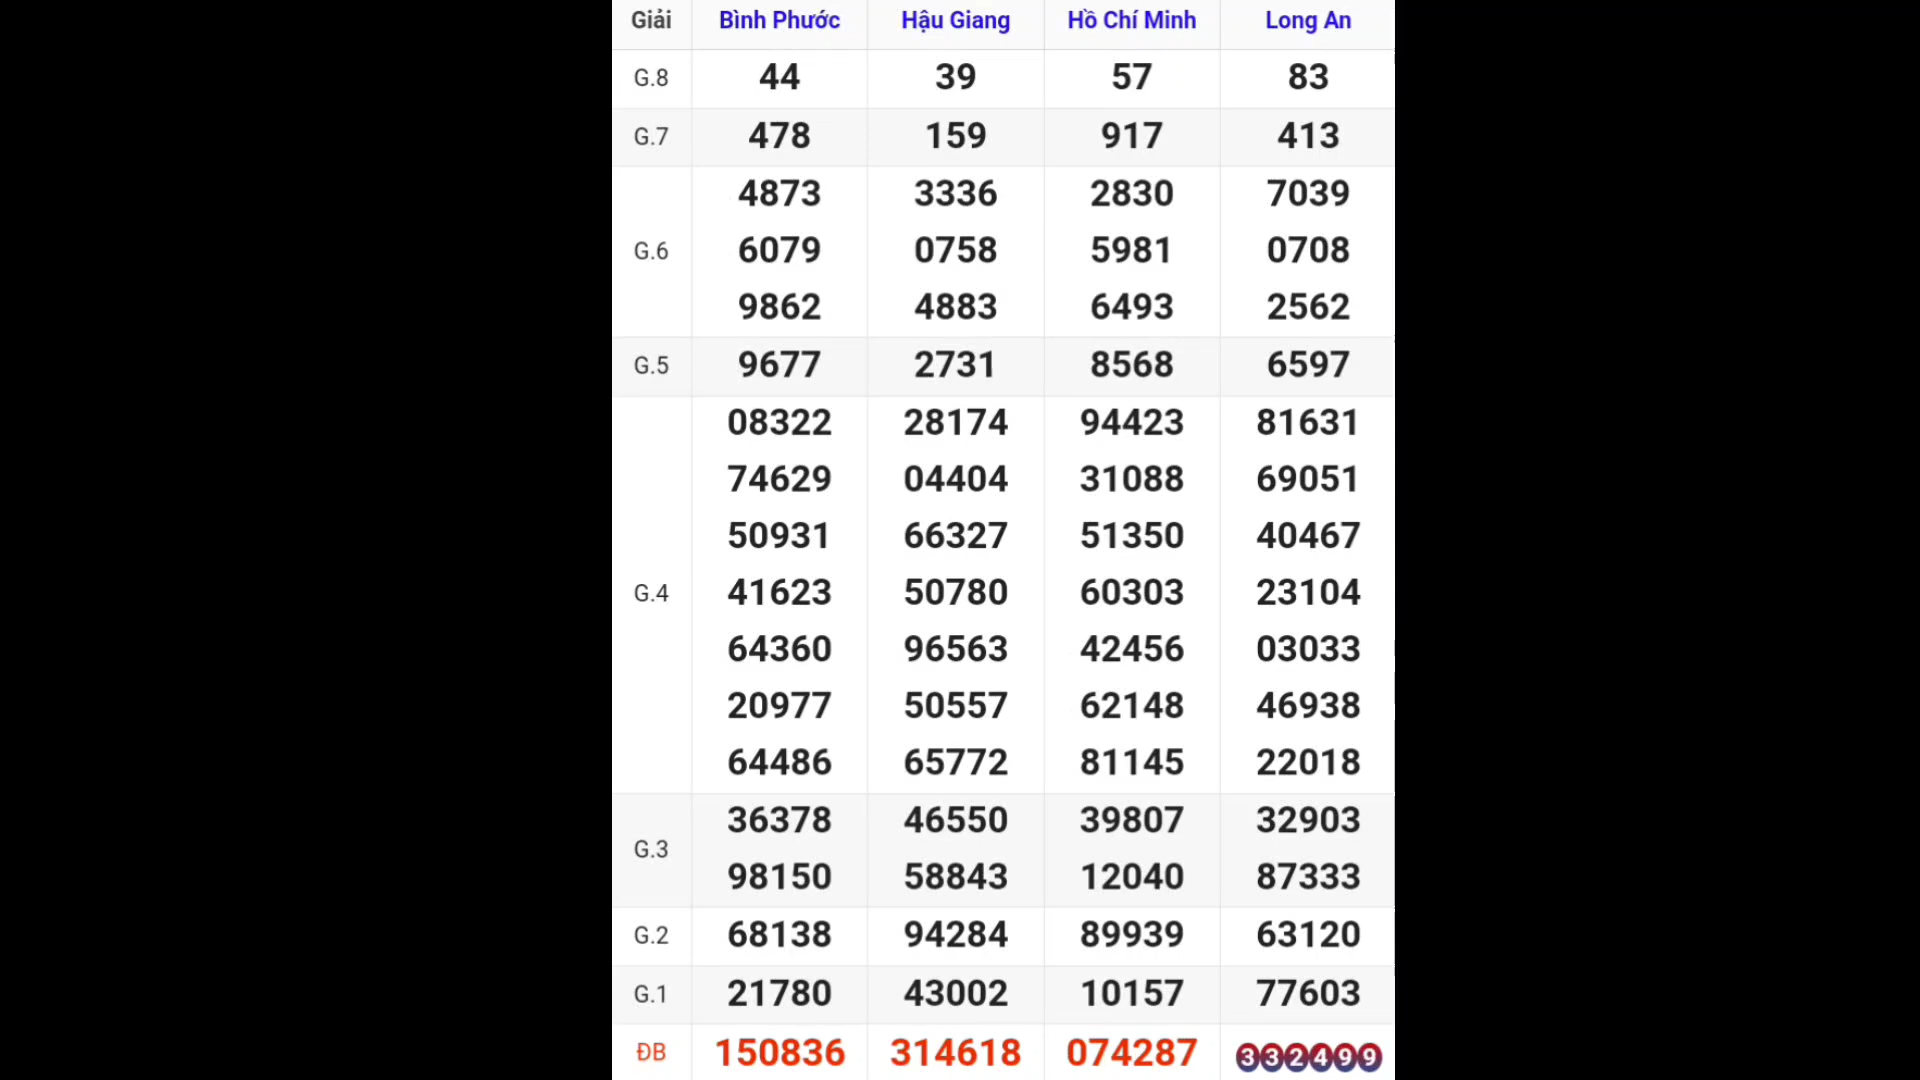 Giải Bình Phước Hậu Giang Hồ Chí Minh Long An
G.8 44 39 57 83
G.7 478 159 917 413
4873 3336 2830 7039
G.6 6079 0758 5981 0708
9862 4883 6493 2562
G.5 9677 2731 8568 6597
08322 28174 94423 81631
74629 04404 31088 69051
50931 66327 51350 40467
G.4 41623 50780 60303 23104
64360 96563 42456 03033
20977 50557 62148 46938
64486 65772 81145 22018
G.3 36378 46550 39807 32903
98150 58843 12040 87333
G.2 68138 94284 89939 63120
G.1 21780 43002 10157 77603
ĐB 150836 314618 074287 332499